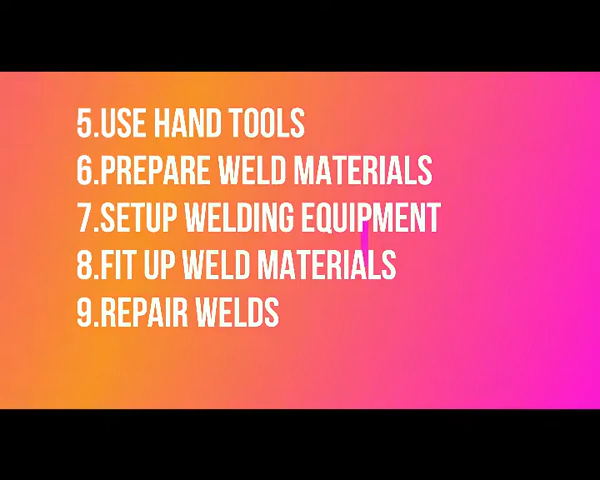 5.USE HAND TOOLS
6.PREPARE WELD MATERIALS
7.SETUP WELDING EQUIPMENT
8.FIT UP WELD MATERIALS
9.REPAIR WELDS